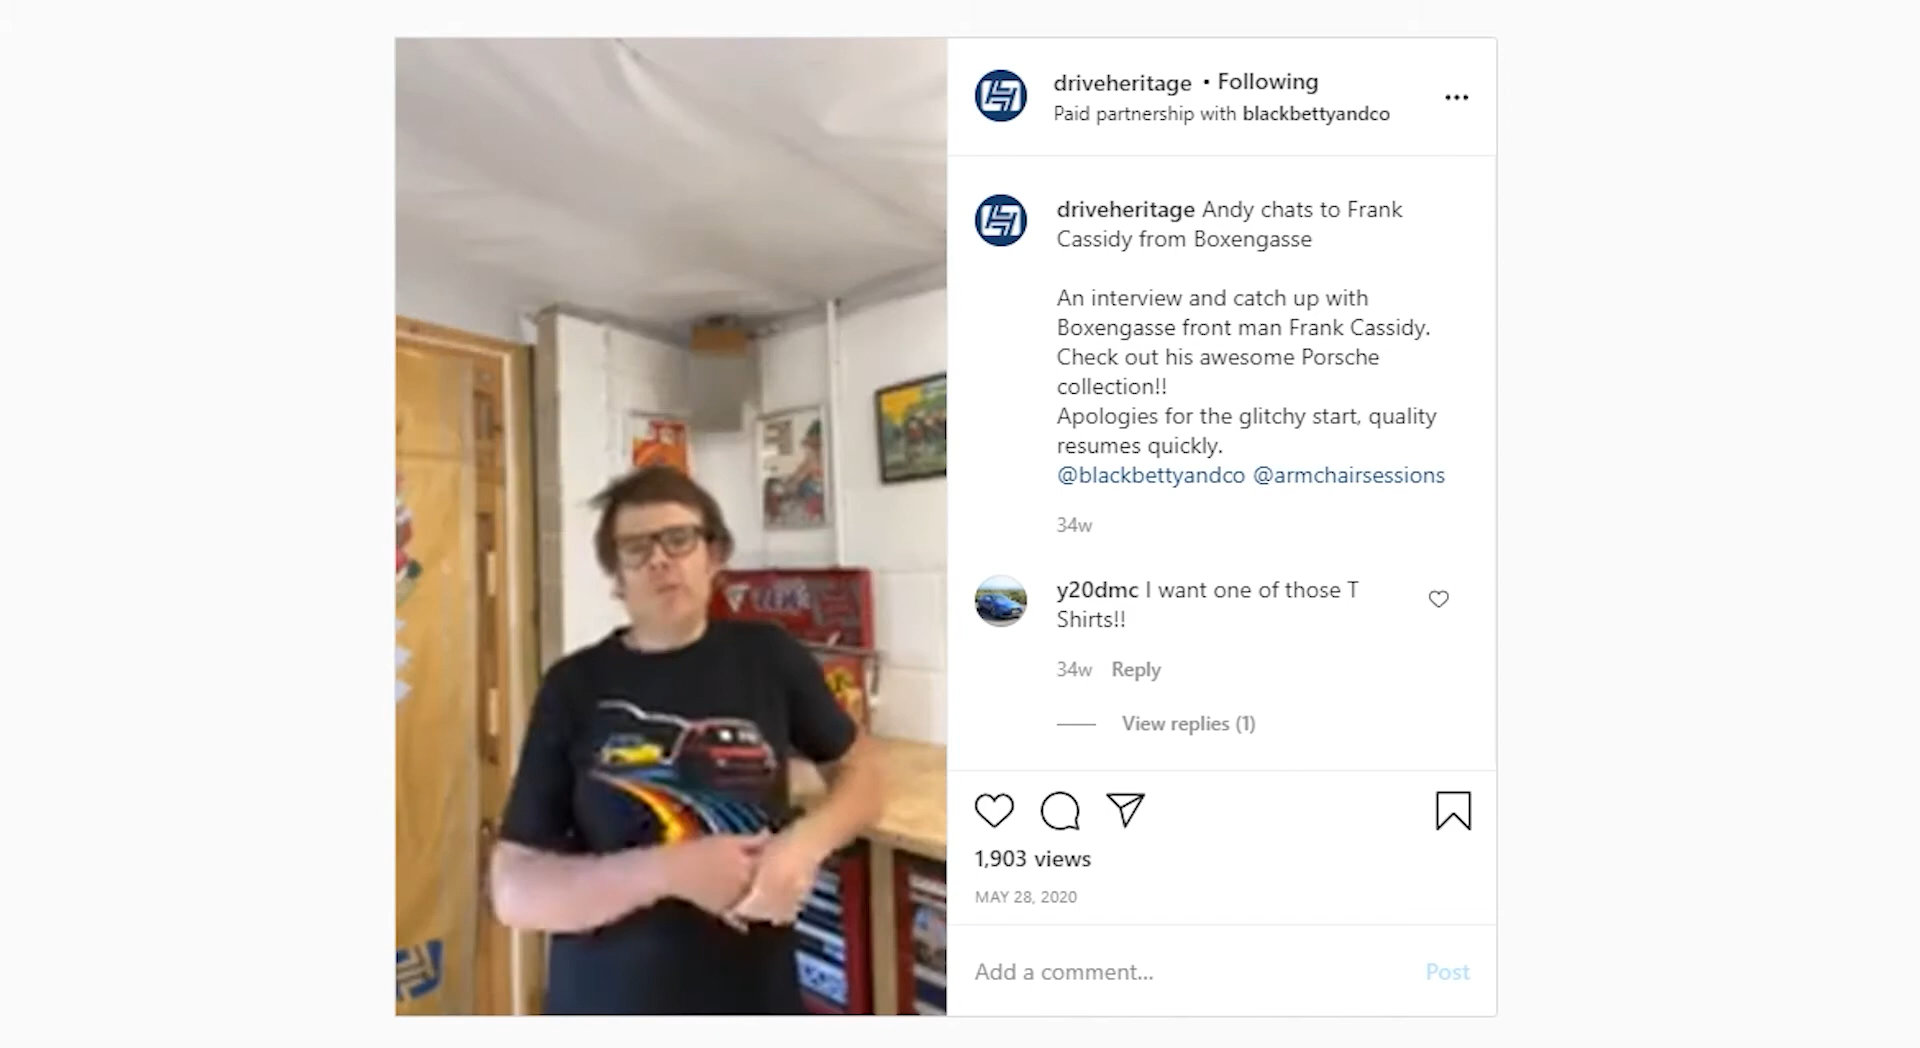 driveheritage • Following
Paid partnership with blackbettyandco
driveheritage Andy chats to Frank
Cassidy from Boxengasse
An interview and catch up with
Boxengasse front man Frank Cassidy.
Check out his awesome Porsche
collection!!
Apologies for the glitchy start, quality
resumes quickly.
@blackbettyandco @armchairsessions
34w
y20dmc I want one of those T
Shirts!!
34w Reply
View replies (1)
1,903 views
MAY 28, 2020
Add a comment...
Post